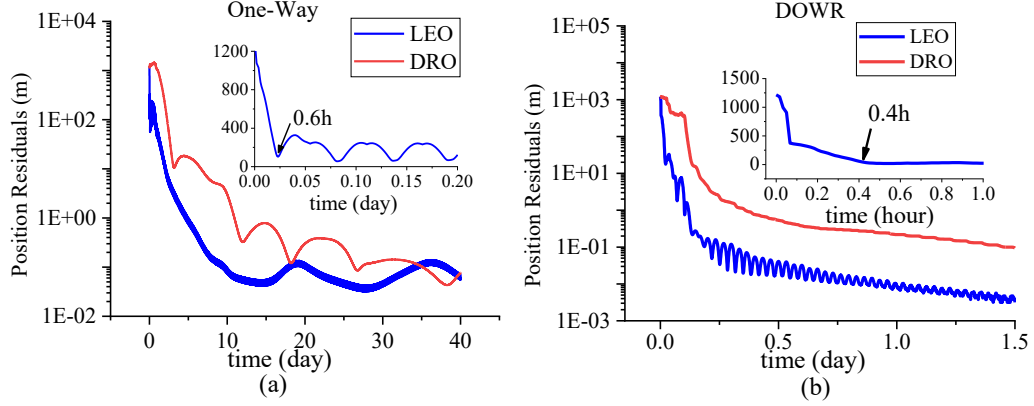 One-Way
1E+04
1E+02
1E+00
1E-02
Position Residuals (m)
LEO
DRO
1200
800
400
0
0.6h
0.00 0.05 0.10 0.15 0.20
time (day)
0 10 20 30 40
time (day)
(a)
DOWR
1E+05
1E+03
1E+01
1E-01
1E-03
Position Residuals (m)
LEO
DRO
1500
1000
500
0
0.4h
0.0 0.2 0.4 0.6 0.8 1.0
time (hour)
0.0 0.5 1.0 1.5
time (day)
(b)